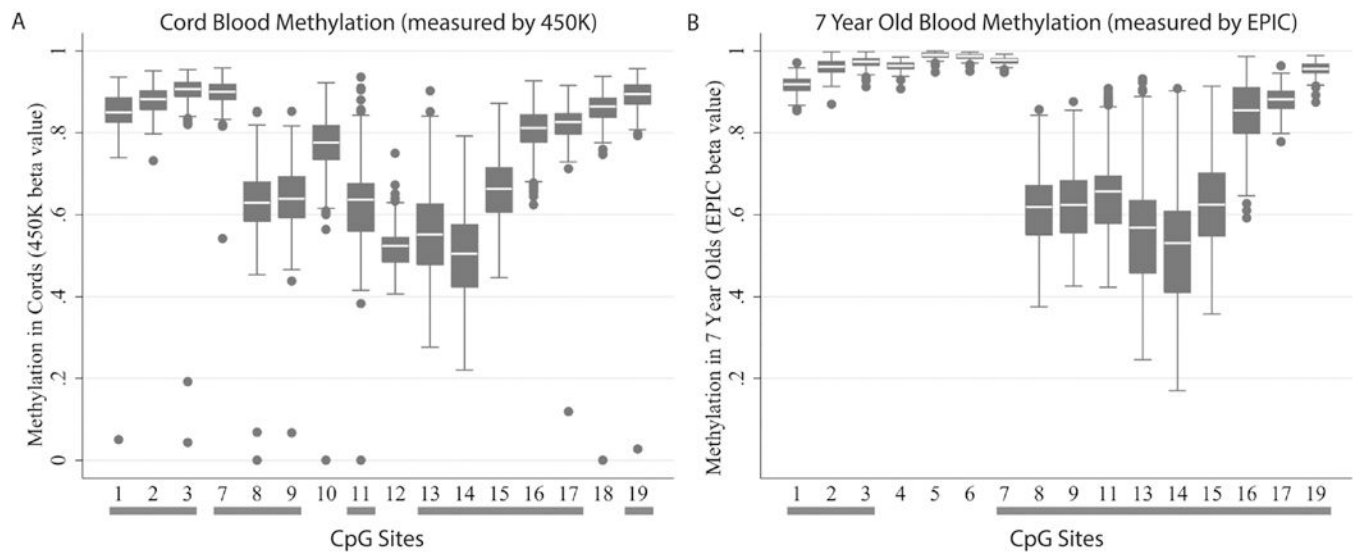 A
Cord Blood Methylation (measured by 450K)
Methylation in Cords (450K beta value)
1
.8
.6
.4
.2
0
1 2 3 7 8 9 10 11 12 13 14 15 16 17 18 19
CpG Sites
B
7 Year Old Blood Methylation (measured by EPIC)
Methylation in 7 Year Olds (EPIC beta value)
1
.8
.6
.4
.2
1 2 3 4 5 6 7 8 9 11 13 14 15 16 17 19
CpG Sites